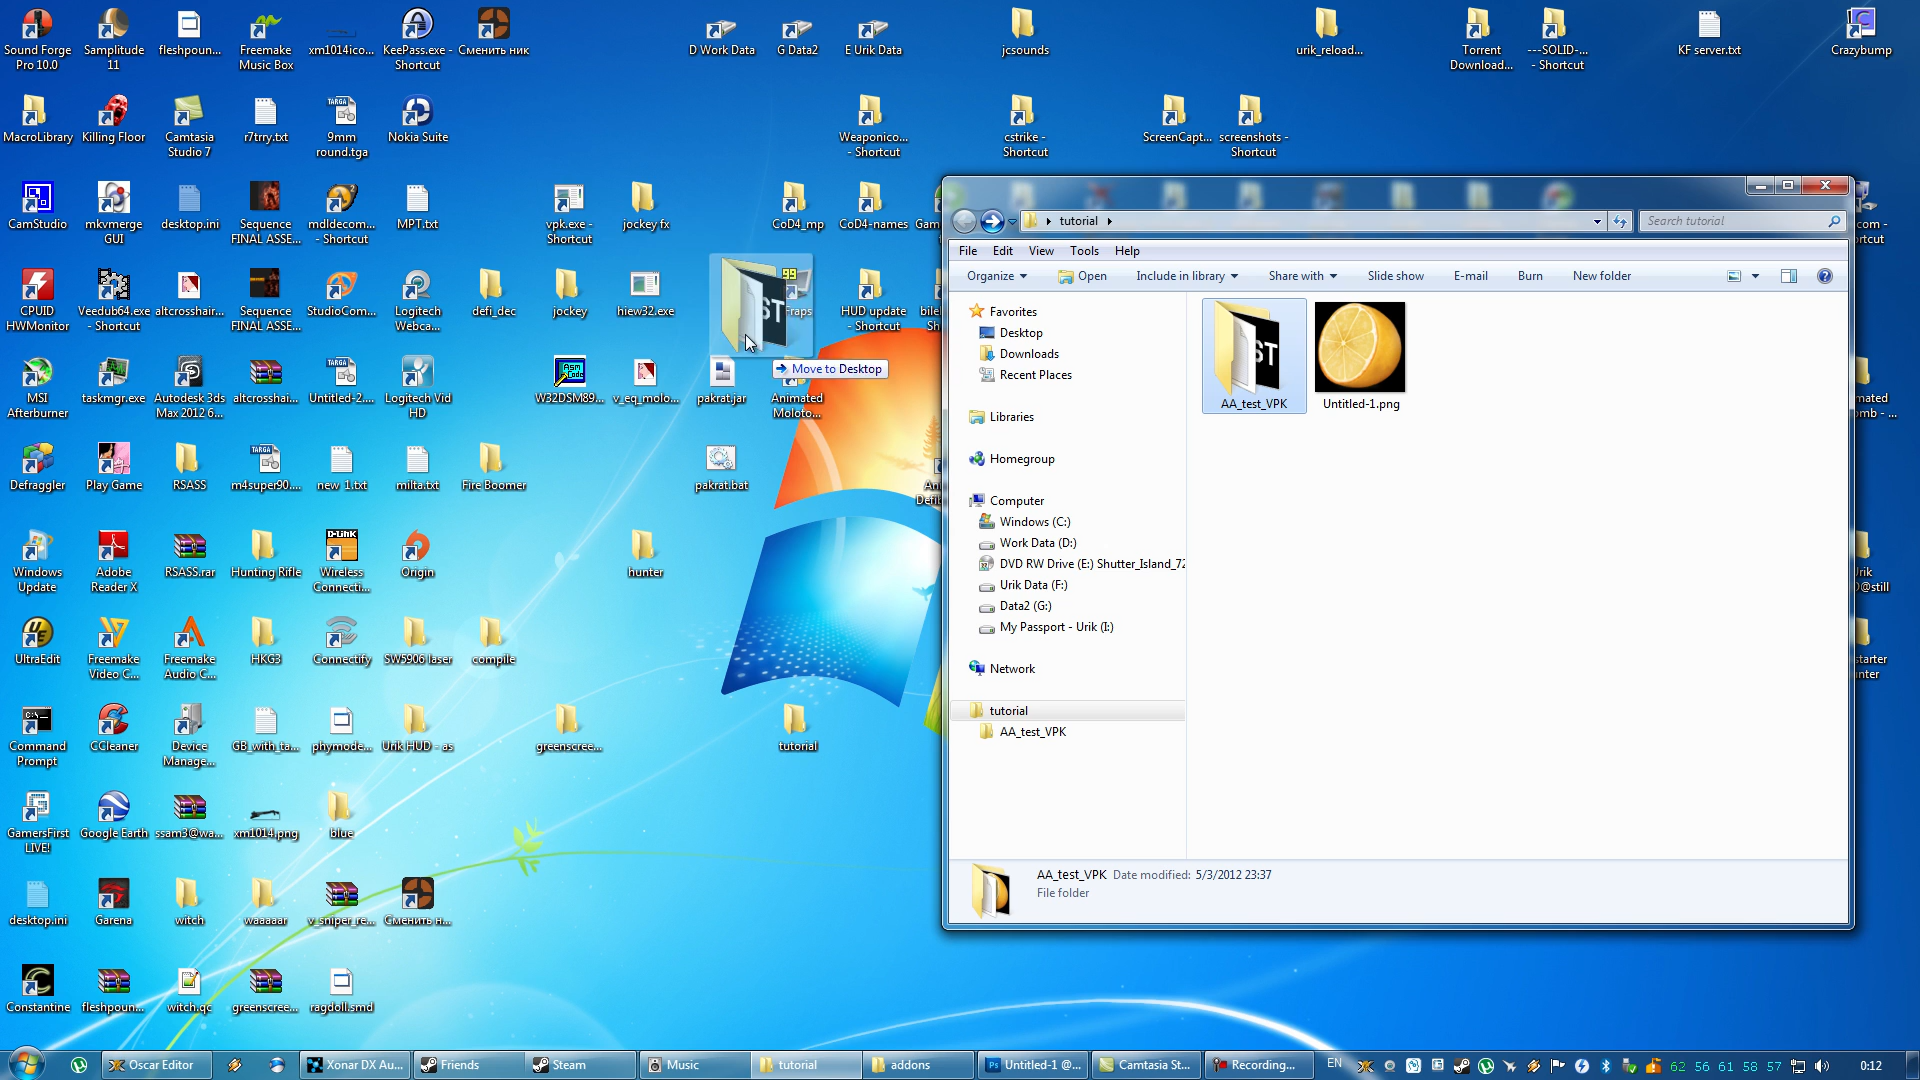 Sound Forge Pro 10.0
Samplitude 11
fleshpoun...
Freemake Music Box
xm1014ico...
KeePass.exe - Shortcut
Сменить ник
D Work Data
G Data2
E Urik Data
jcsounds
urik_reload...
Torrent Download...
---SOLID-... - Shortcut
KF server.txt
Crazybump
MacroLibrary
Killing Floor
Camtasia Studio 7
r7trry.txt
9mm round.tga
Nokia Suite
Weaponico... - Shortcut
cstrike - Shortcut
ScreenCapt...
screenshots - Shortcut
CamStudio
mkvmerge GUI
desktop.ini
Sequence FINAL ASSE...
mdldecom... - Shortcut
MPT.txt
vpk.exe - Shortcut
jockey fx
CoD4_mp
CoD4-names
CPUID HWMonitor
Veedub64.exe - Shortcut
altcrosshair...
Sequence FINAL ASSE...
StudioCom...
Logitech Webca...
defi_dec
jockey
hiew32.exe
Fraps
HUD update - Shortcut
Move to Desktop
MSI Afterburner
taskmgr.exe
Autodesk 3ds Max 2012 6...
altcrosshai...
Untitled-2....
Logitech Vid HD
W32DSM89...
v_eq_molo...
pakrat.jar
Animated Moloto...
Defraggler
Play Game
RSASS
m4super90....
new 1.txt
milta.txt
Fire Boomer
pakrat.bat
Windows Update
Adobe Reader X
RSASS.rar
Hunting Rifle
Wireless Connecti...
Origin
hunter
UltraEdit
Freemake Video C...
Freemake Audio C...
HKG3
Connectify
SW5906 laser
compile
Command Prompt
CCleaner
Device Manage...
GB_with_ta...
phymode...
Urik HUD - as
greenscree...
tutorial
GamersFirst LIVE!
Google Earth
ssam3@wa...
xm1014.png
blue
desktop.ini
Garena
witch
waaaaar
v_sniper_re...
Сменить н...
Constantine
fleshpoun...
witch.qc
greenscree...
ragdoll.smd
tutorial
Search tutorial
File Edit View Tools Help
Organize Open Include in library Share with Slide show E-mail Burn New folder
Favorites
Desktop
Downloads
Recent Places
Libraries
Homegroup
Computer
Windows (C:)
Work Data (D:)
DVD RW Drive (E:) Shutter_Island_72
Urik Data (F:)
Data2 (G:)
My Passport - Urik (I:)
Network
tutorial
AA_test_VPK
AA_test_VPK
Untitled-1.png
AA_test_VPK Date modified: 5/3/2012 23:37
File folder
Oscar Editor
Xonar DX Au...
Friends
Steam
Music
tutorial
addons
Untitled-1 @...
Camtasia St...
Recording...
EN
62 56 61 58 57
0:12